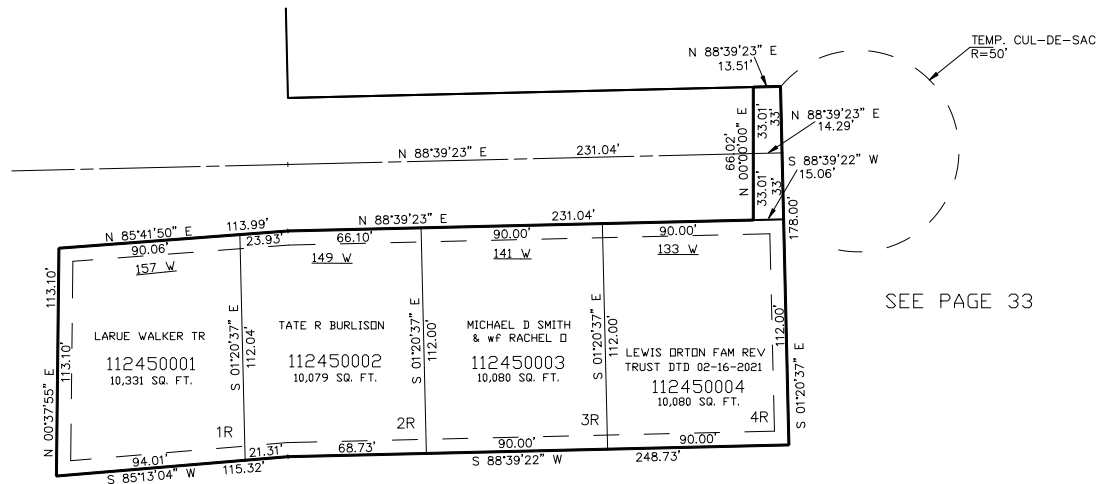 TEMP. CUL-DE-SAC
R=50'
N 88°39'23" E
13.51'
33.01'
33'
N 88°39'23" E
14.29'
66.02'
N 00°00'00" E
N 88°39'23" E
231.04'
S 88°39'22" W
15.06'
33.01'
33'
178.00'
N 85°41'50" E
113.99'
N 88°39'23" E
231.04'
90.06'
23.93'
66.10'
90.00'
90.00'
157 W
149 W
141 W
133 W
113.10'
113.10'
N 00°37'55" E
LARUE WALKER TR
112450001
10,331 SQ. FT.
1R
S 01°20'37" E
112.04'
TATE R BURLISON
112450002
10,079 SQ. FT.
2R
S 01°20'37" E
112.00'
MICHAEL D SMITH
& wf RACHEL D
112450003
10,080 SQ. FT.
3R
S 01°20'37" E
112.00'
LEWIS ORTON FAM REV
TRUST DTD 02-16-2021
112450004
10,080 SQ. FT.
4R
112.00'
S 01°20'37" E
SEE PAGE 33
94.01'
21.31'
68.73'
90.00'
90.00'
S 85°13'04" W
115.32'
S 88°39'22" W
248.73'